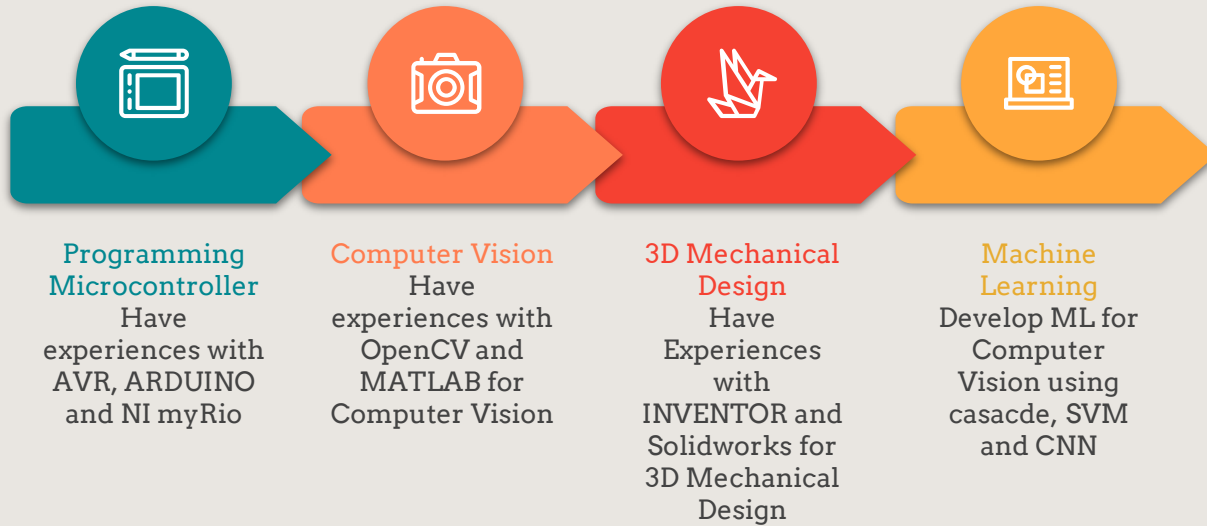 Programming
Microcontroller
Have
experiences with
AVR, ARDUINO
and NI myRio
Computer Vision
Have
experiences with
OpenCV and
MATLAB for
Computer Vision
3D Mechanical
Design
Have
Experiences
with
INVENTOR and
Solidworks for
3D Mechanical
Design
Machine
Learning
Develop ML for
Computer
Vision using
casacde, SVM
and CNN